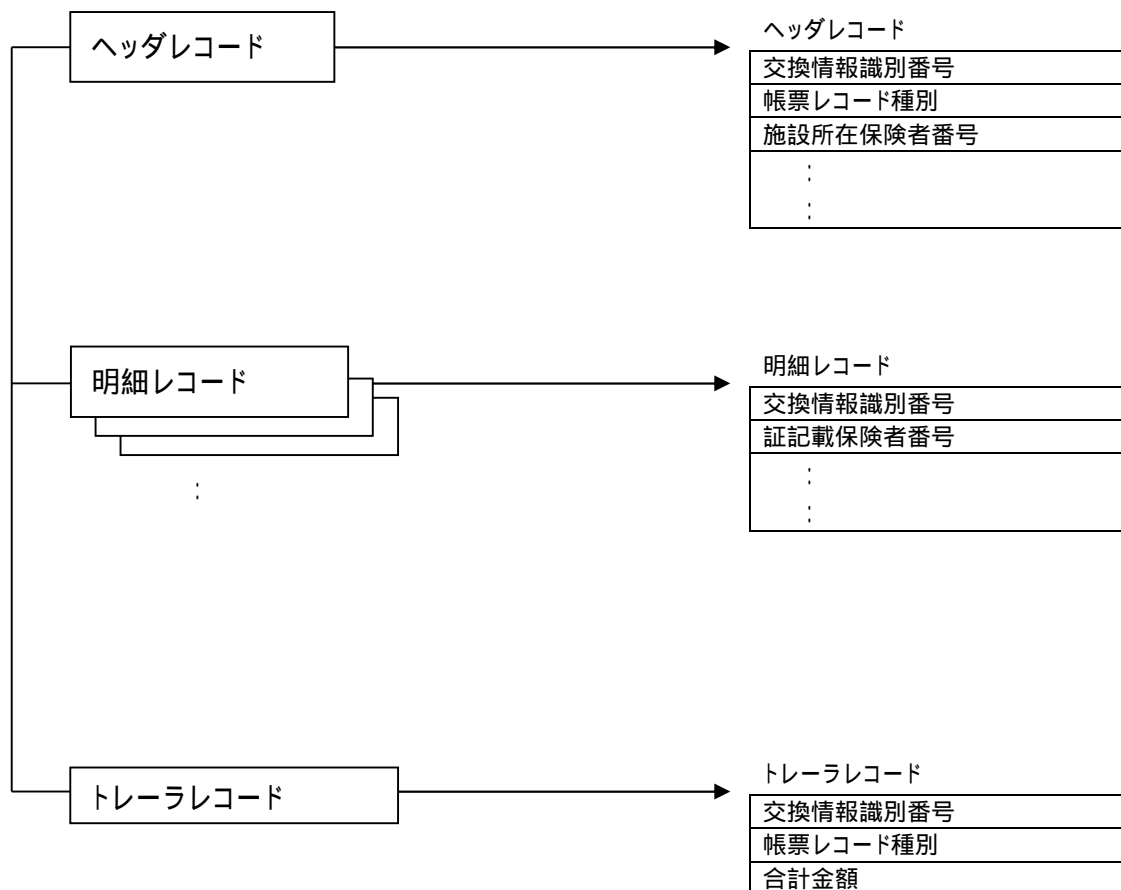 ヘッダレコード
ヘッダレコード
交換情報識別番号
帳票レコード種別
施設所在保険者番号
:
:
明細レコード
:
明細レコード
交換情報識別番号
証記載保険者番号
:
:
トレーラレコード
トレーラレコード
交換情報識別番号
帳票レコード種別
合計金額